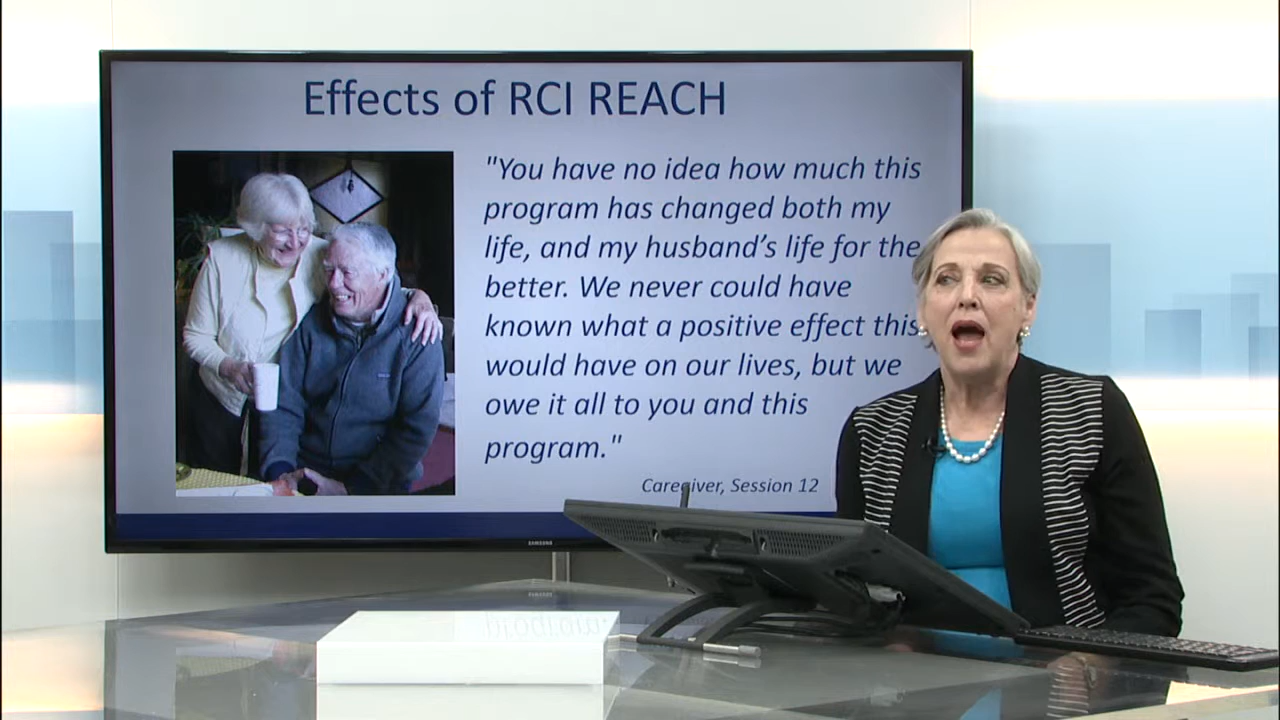 Effects of RCI REACH
"You have no idea how much this
program has changed both my
life, and my husband's life for the
better. We never could have
known what a positive effect this
would have on our lives, but we
owe it all to you and this
program."
Caregiver, Session 12
SAMSUNG
program.